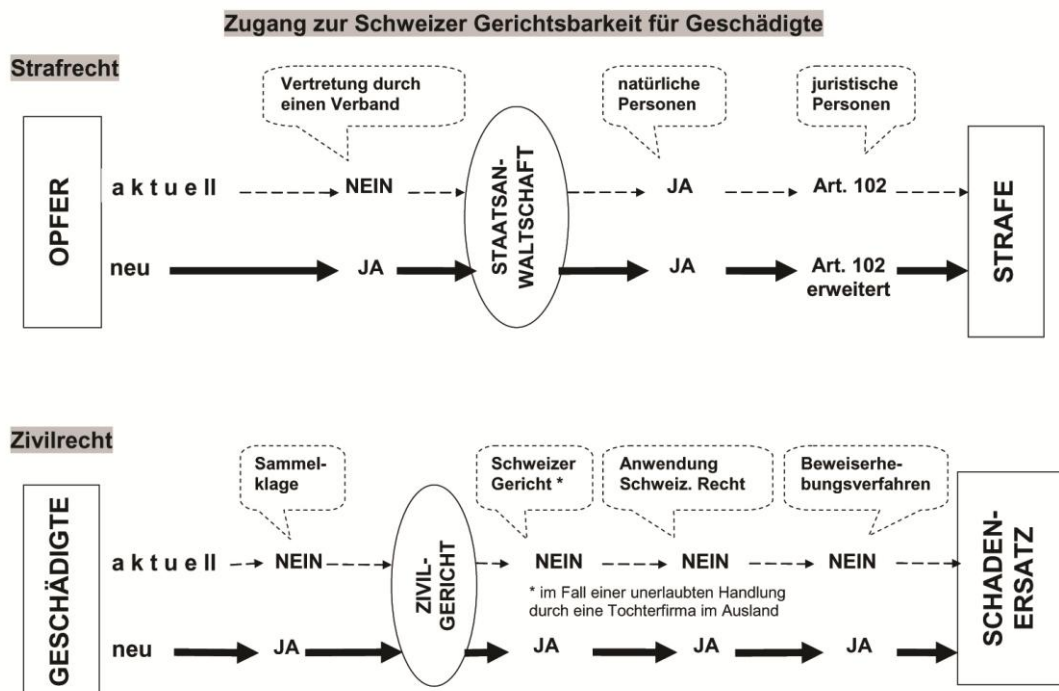 Zugang zur Schweizer Gerichtsbarkeit für Geschädigte
Strafrecht
Vertretung durch
einen Verband
natürliche
Personen
juristische
Personen
OPFER
aktuell
NEIN
STAATSAN-
WALTSCHAFT
JA
Art. 102
STRAFE
neu
JA
JA
Art. 102
erweitert
Zivilrecht
Sammel-
klage
Schweizer
Gericht *
Anwendung
Schweiz. Recht
Beweiserhe-
bungsverfahren
GESCHÄDIGTE
aktuell
NEIN
ZIVIL-
GERICHT
NEIN
NEIN
NEIN
SCHADEN-
ERSATZ
* im Fall einer unerlaubten Handlung
durch eine Tochterfirma im Ausland
neu
JA
JA
JA
JA